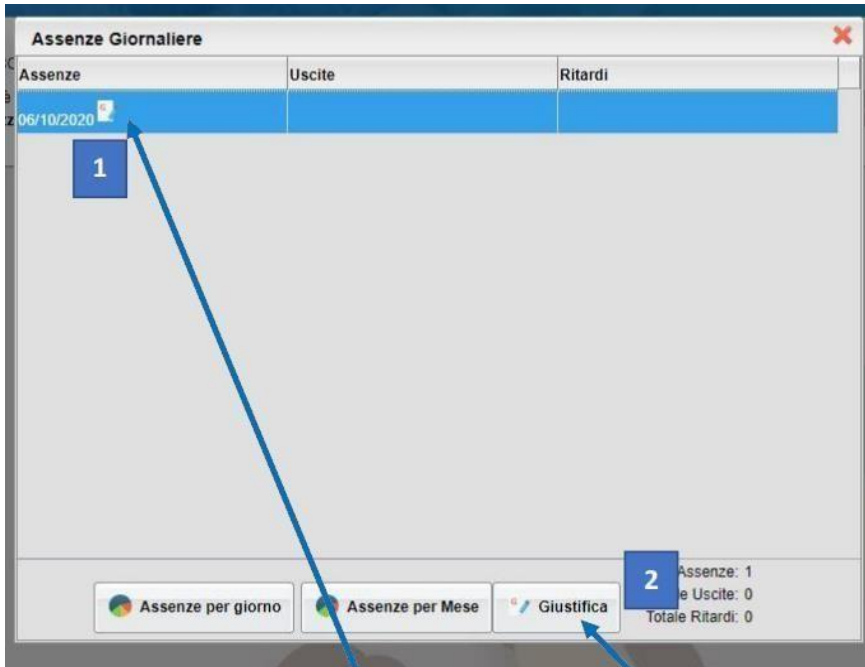 Assenze Giornaliere
Assenze Uscite Ritardi
06/10/2020
1
2
Assenze: 1
e Uscite: 0
Totale Ritardi: 0
Assenze per giorno Assenze per Mese Giustifica